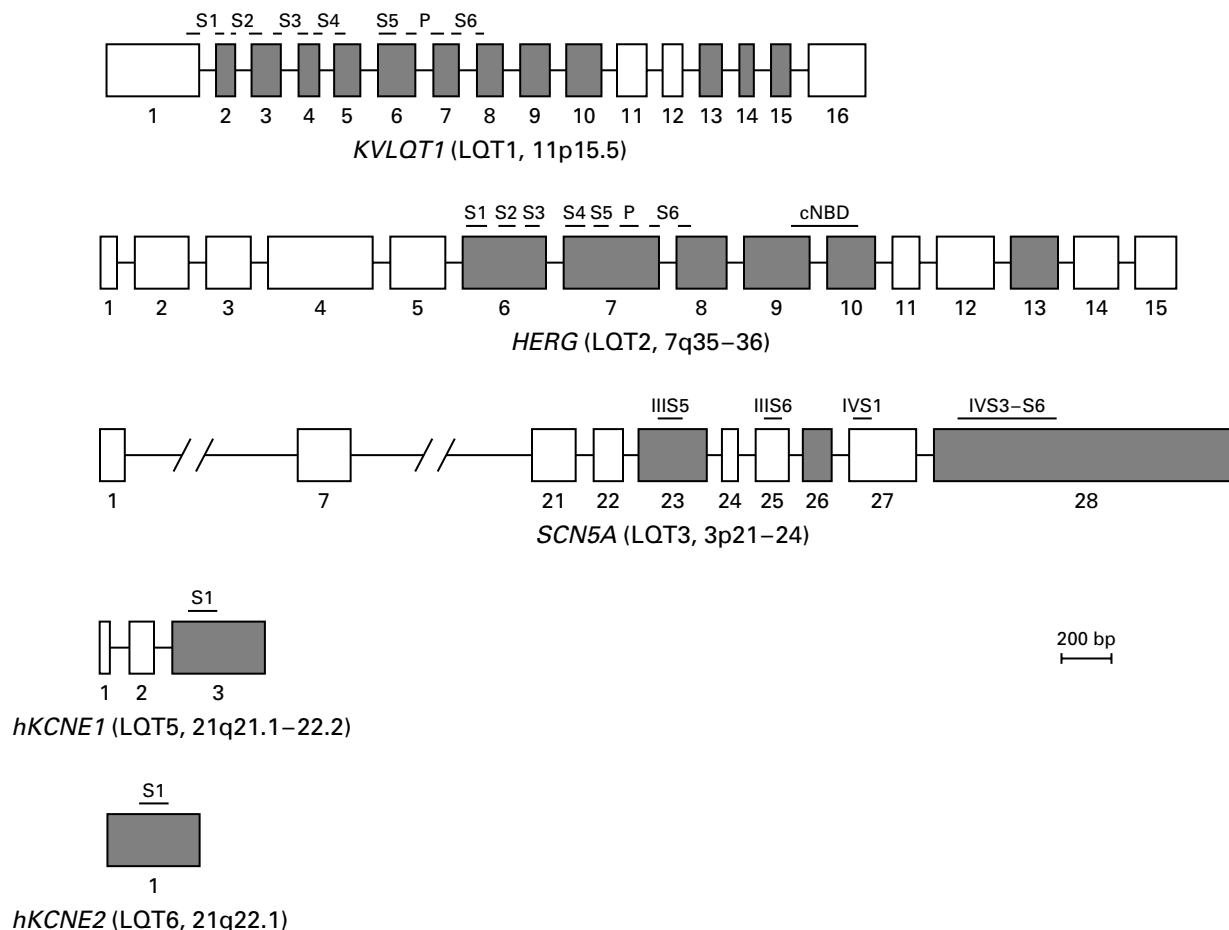 S1 S2 S3 S4 S5 P S6
1 2 3 4 5 6 7 8 9 10 11 12 13 14 15 16
KVLQT1 (LQT1, 11p15.5)
S1 S2 S3 S4 S5 P S6 cNBD
1 2 3 4 5 6 7 8 9 10 11 12 13 14 15
HERG (LQT2, 7q35–36)
IIIS5 IIIS6 IVS1 IVS3–S6
1 7 21 22 23 24 25 26 27 28
SCN5A (LQT3, 3p21–24)
S1
200 bp
1 2 3
hKCNE1 (LQT5, 21q21.1–22.2)
S1
1
hKCNE2 (LQT6, 21q22.1)